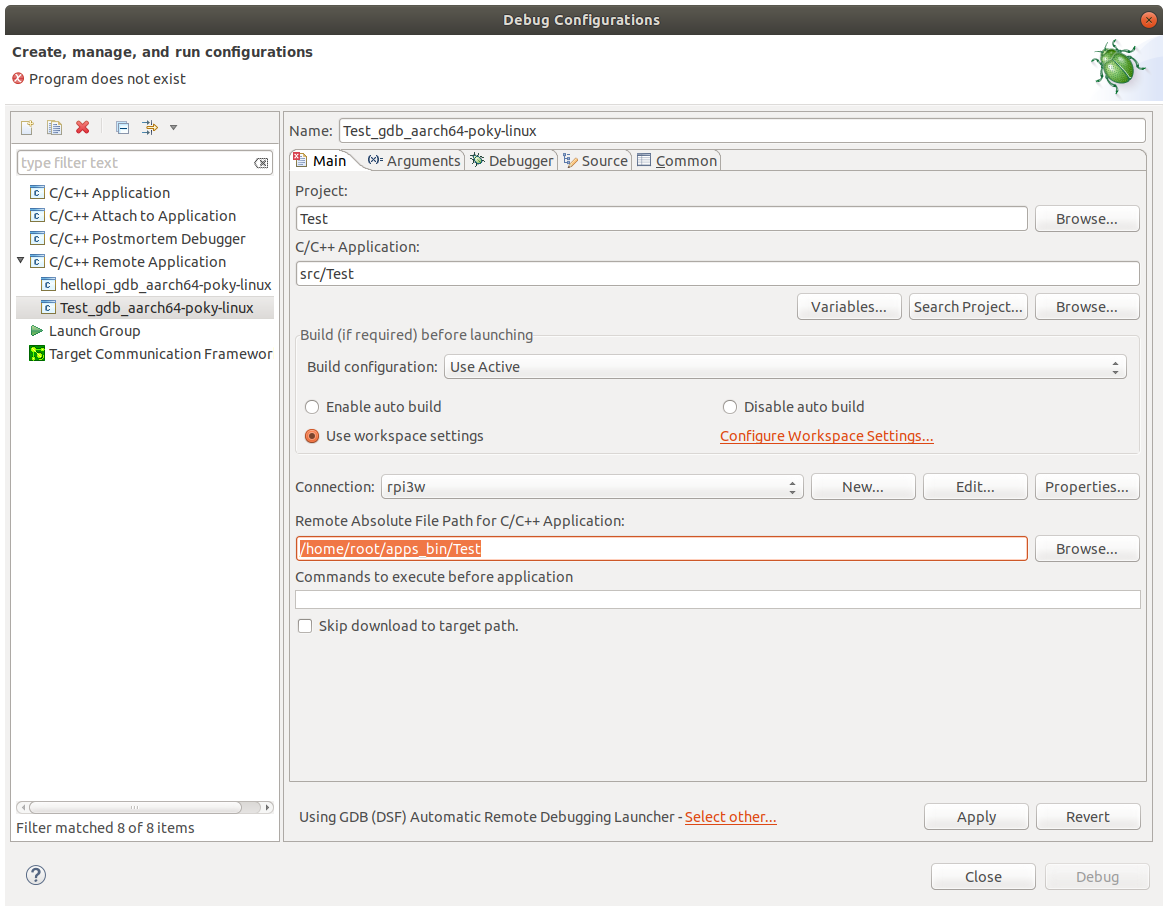 Debug Configurations
Create, manage, and run configurations
Program does not exist
type filter text
C/C++ Application
C/C++ Attach to Application
C/C++ Postmortem Debugger
C/C++ Remote Application
hellopi_gdb_aarch64-poky-linux
Test_gdb_aarch64-poky-linux
Launch Group
Target Communication Framewor
Filter matched 8 of 8 items
Name: Test_gdb_aarch64-poky-linux
Main (x)= Arguments Debugger Source Common
Project:
Test Browse...
C/C++ Application:
src/Test
Variables... Search Project... Browse...
Build (if required) before launching
Build configuration: Use Active
Enable auto build Disable auto build
Use workspace settings Configure Workspace Settings...
Connection: rpi3w New... Edit... Properties...
Remote Absolute File Path for C/C++ Application:
/home/root/apps_bin/Test Browse...
Commands to execute before application
Skip download to target path.
Using GDB (DSF) Automatic Remote Debugging Launcher - Select other... Apply Revert
? Close Debug